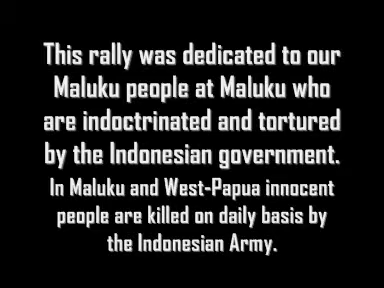 This rally was dedicated to our
Maluku people at Maluku who
are indoctrinated and tortured
by the Indonesian government.
In Maluku and West-Papua innocent
people are killed on daily basis by
the Indonesian Army.